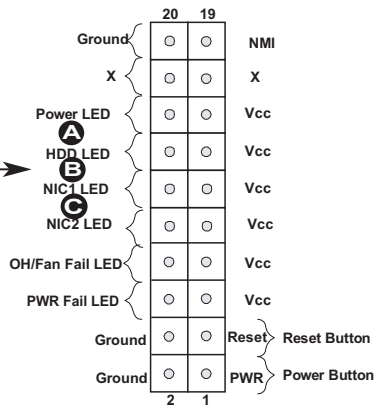 20 19
Ground NMI
X X
Power LED Vcc
A
HDD LED Vcc
B
NIC1 LED Vcc
C
NIC2 LED Vcc
OH/Fan Fail LED Vcc
PWR Fail LED Vcc
Ground Reset Reset Button
Ground PWR Power Button
2 1